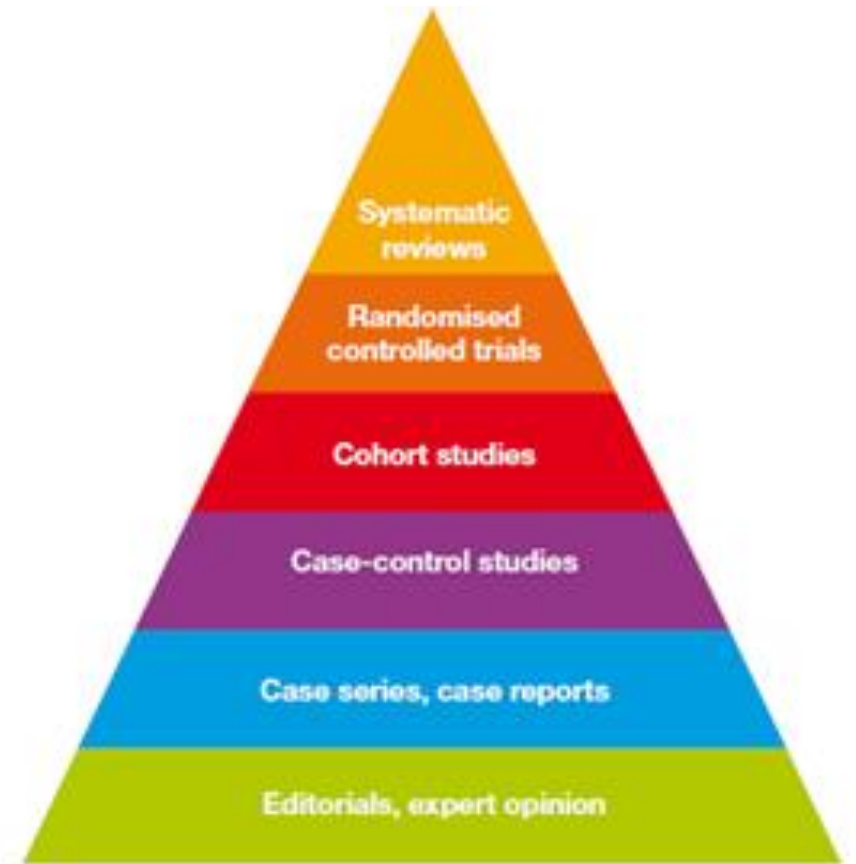 Systematic
reviews
Randomised
controlled trials
Cohort studies
Case-control studies
Case series, case reports
Editorials, expert opinion